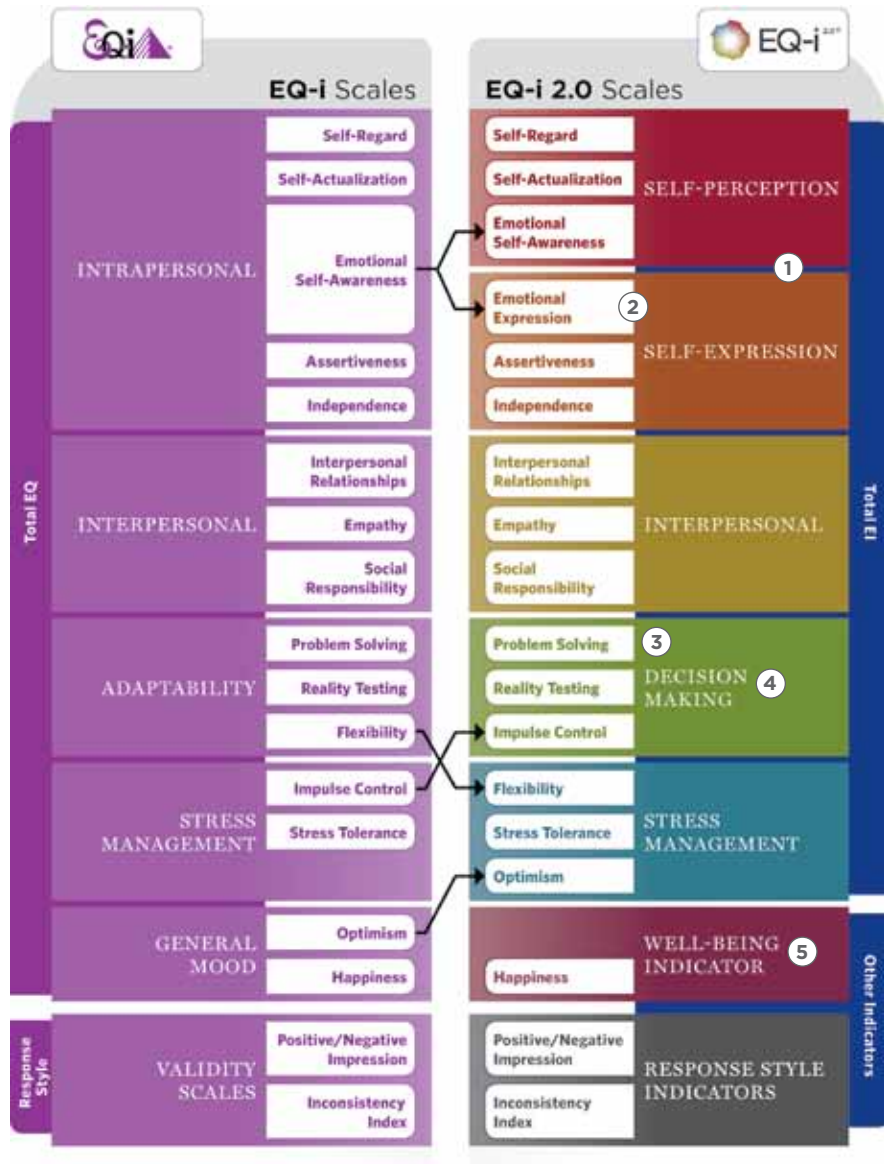 EQi
EQ-i 2.0
EQ-i Scales
EQ-i 2.0 Scales
Total EQ
INTRAPERSONAL
Self-Regard
Self-Actualization
Emotional
Self-Awareness
Assertiveness
Independence
INTERPERSONAL
Interpersonal
Relationships
Empathy
Social
Responsibility
ADAPTABILITY
Problem Solving
Reality Testing
Flexibility
STRESS
MANAGEMENT
Impulse Control
Stress Tolerance
GENERAL
MOOD
Optimism
Happiness
Response
Style
VALIDITY
SCALES
Positive/Negative
Impression
Inconsistency
Index
Self-Regard
Self-Actualization
Emotional
Self-Awareness
SELF-PERCEPTION
1
Emotional
Expression
2
Assertiveness
Independence
SELF-EXPRESSION
Interpersonal
Relationships
Empathy
Social
Responsibility
INTERPERSONAL
Problem Solving
3
Reality Testing
Impulse Control
DECISION
MAKING
4
Flexibility
Stress Tolerance
Optimism
STRESS
MANAGEMENT
Total EI
Happiness
WELL-BEING
INDICATOR
5
Positive/Negative
Impression
Inconsistency
Index
RESPONSE STYLE
INDICATORS
Other Indicators